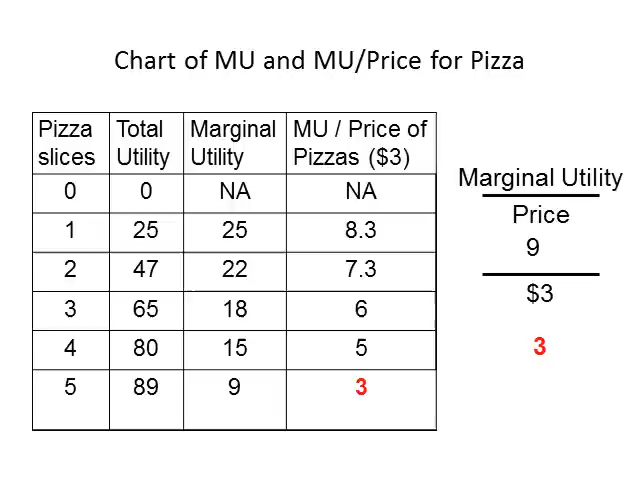 Chart of MU and MU/Price for Pizza
Pizza slices Total Utility Marginal Utility MU / Price of Pizzas ($3)
0 0 NA NA
1 25 25 8.3
2 47 22 7.3
3 65 18 6
4 80 15 5
5 89 9 3
Marginal Utility
Price
9
$3
3